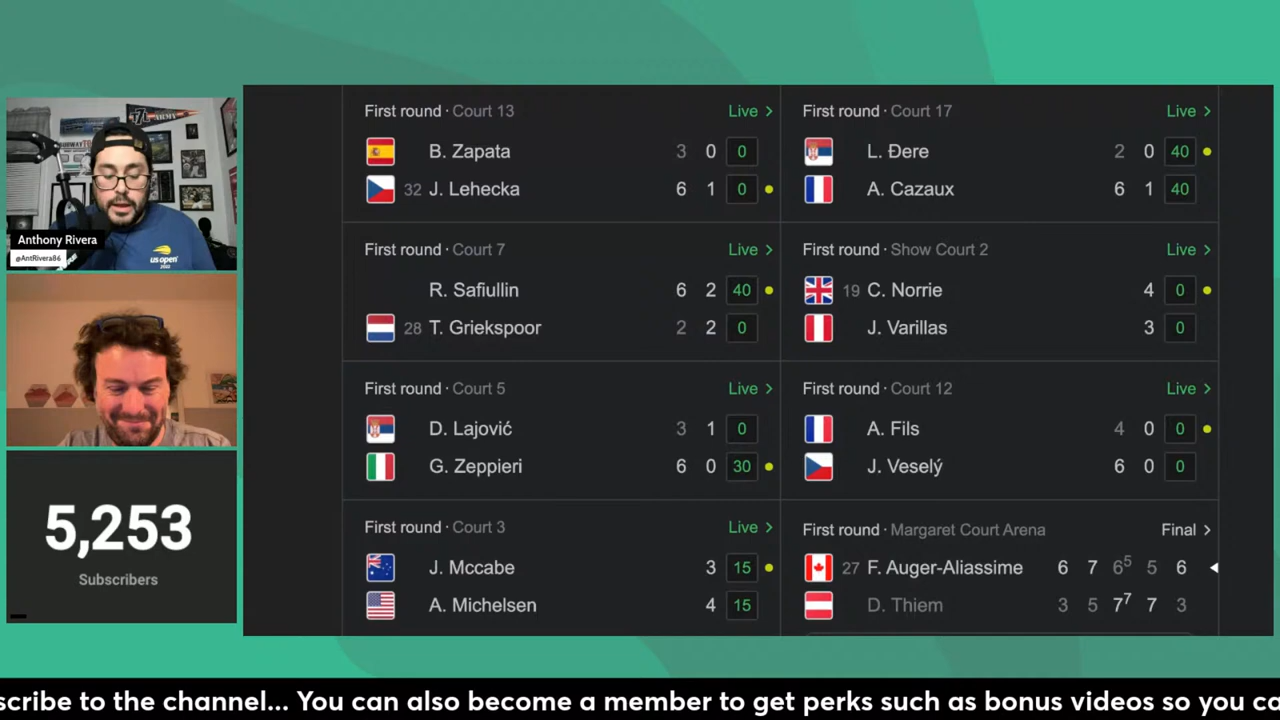 ARMY
Anthony Rivera
@AntRivera86
us open
5,253
Subscribers
First round · Court 13 Live >
B. Zapata 3 0 0
32 J. Lehecka 6 1 0
First round · Court 17 Live >
L. Đere 2 0 40
A. Cazaux 6 1 40
First round · Court 7 Live >
R. Safiullin 6 2 40
28 T. Griekspoor 2 2 0
First round · Show Court 2 Live >
19 C. Norrie 4 0
J. Varillas 3 0
First round · Court 5 Live >
D. Lajović 3 1 0
G. Zeppieri 6 0 30
First round · Court 12 Live >
A. Fils 4 0 0
J. Veselý 6 0 0
First round · Court 3 Live >
J. Mccabe 3 15
A. Michelsen 4 15
First round · Margaret Court Arena Final >
27 F. Auger-Aliassime 6 7 6⁵ 5 6
D. Thiem 3 5 7⁷ 7 3
scribe to the channel... You can also become a member to get perks such as bonus videos so you ca